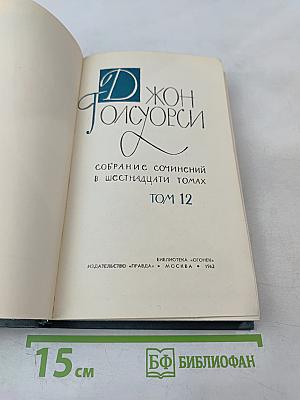 ДЖОН
ГОЛСУОРСИ
СОБРАНИЕ СОЧИНЕНИЙ
В ШЕСТНАДЦАТИ ТОМАХ
ТОМ 12
БИБЛИОТЕКА «ОГОНЕК»
ИЗДАТЕЛЬСТВО «ПРАВДА» • МОСКВА • 1962
15 см
БФ БИБЛИОФАН